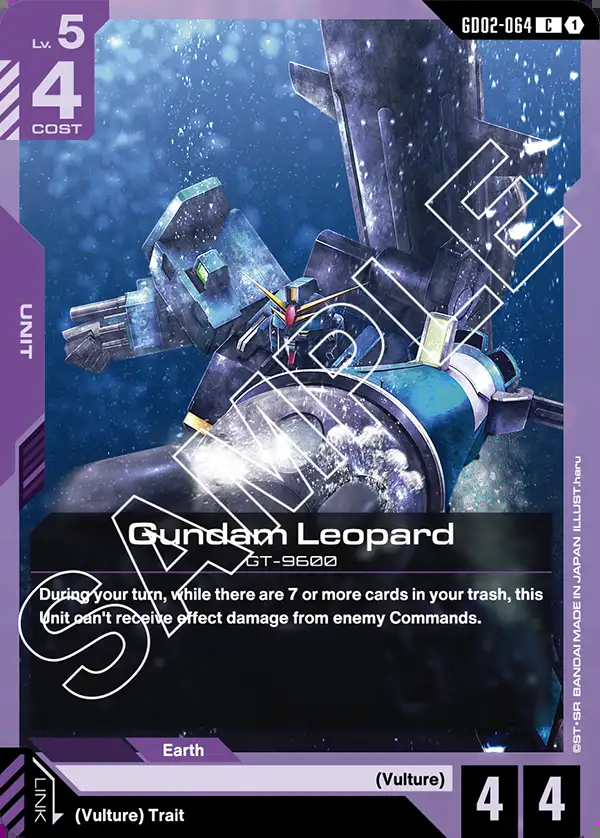 GD02-064 C 1
Lv. 5
4
COST
UNIT
SAMPLE
Gundam Leopard
GT-9600
During your turn, while there are 7 or more cards in your trash, this
Unit can't receive effect damage from enemy Commands.
©ST・SR BANDAI MADE IN JAPAN ILLUST.haru
Earth
(Vulture)
LINK
(Vulture) Trait
4 4